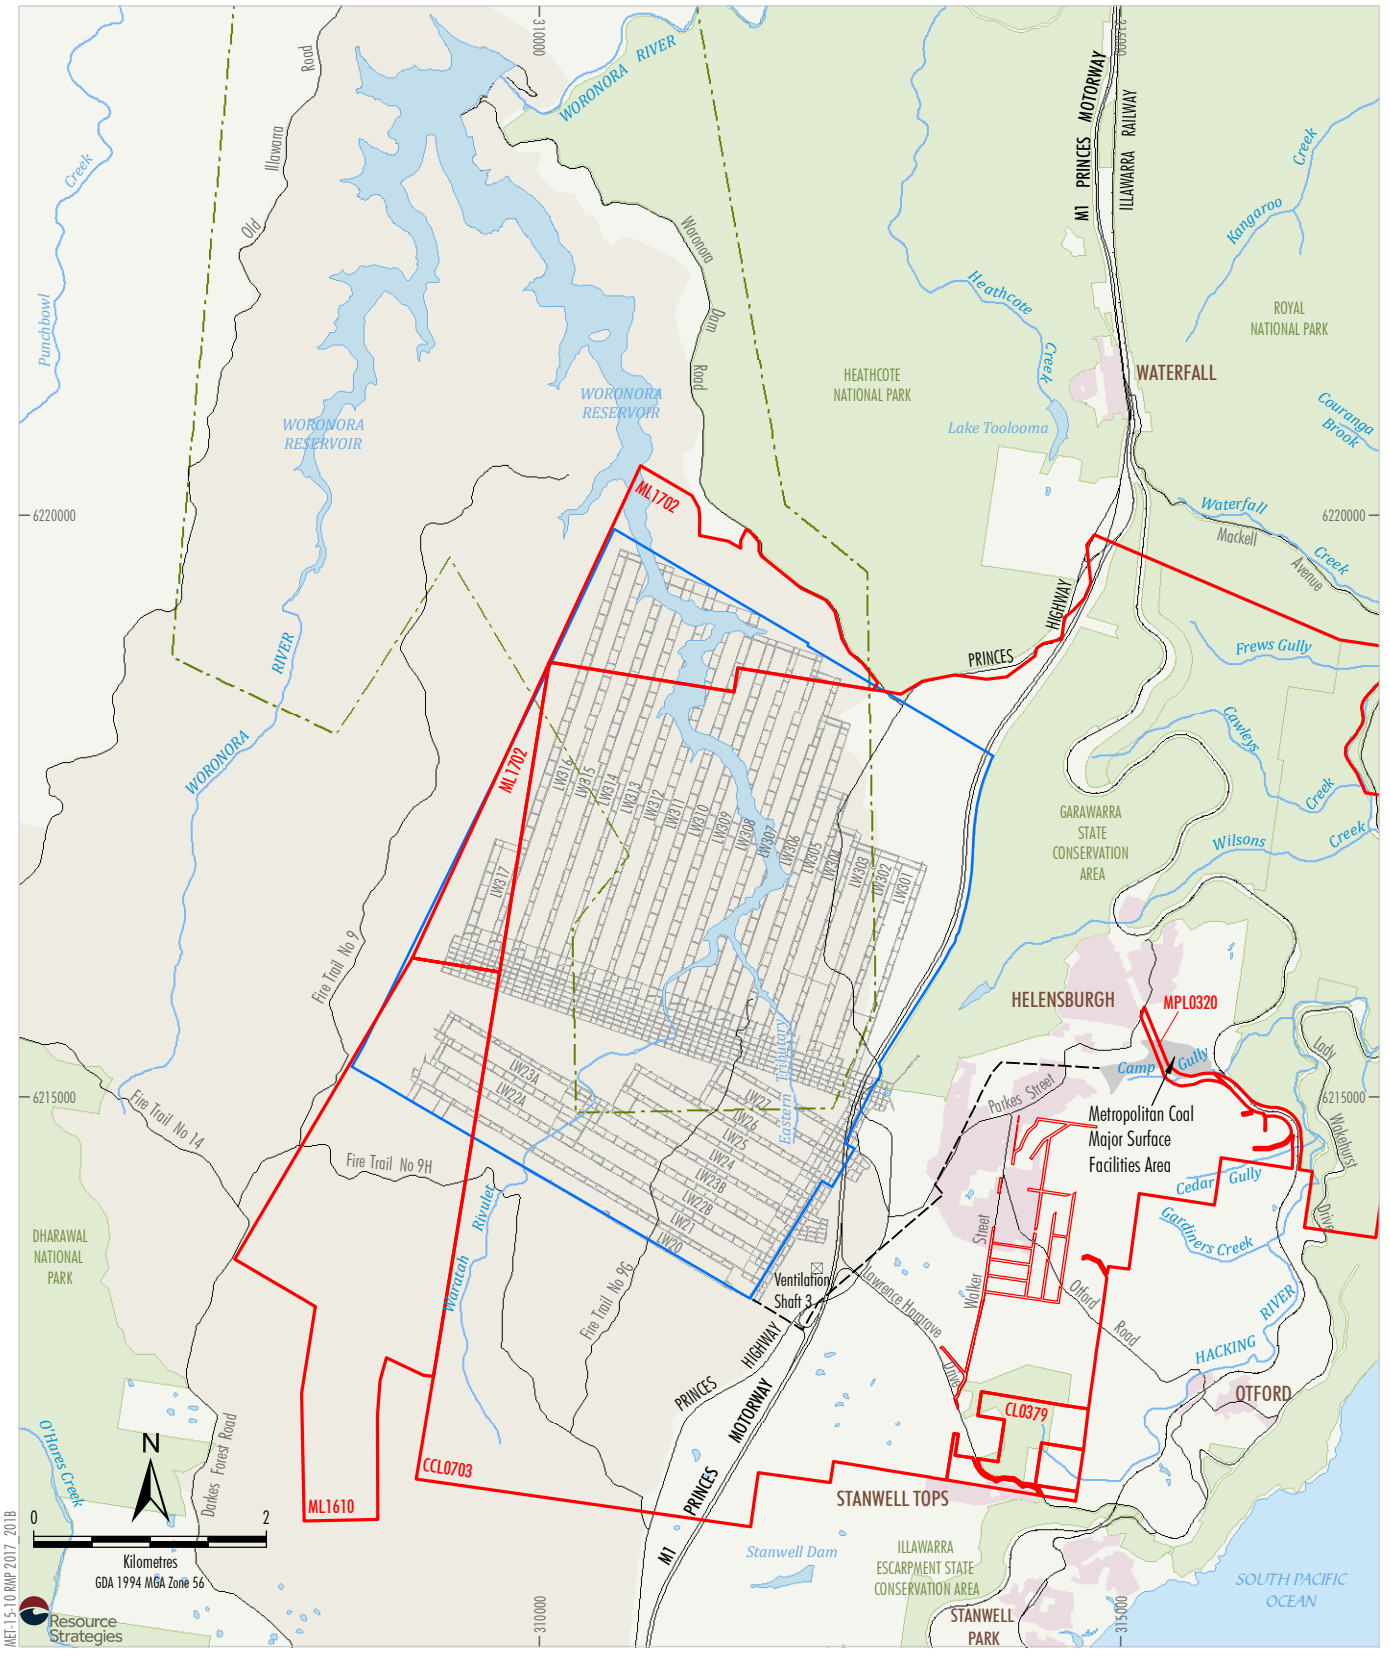 310000
315000
WORONORA RIVER
M1 PRINCES MOTORWAY
ILLAWARRA RAILWAY
Old Illawarra Road
Punchbowl Creek
Kangaroo Creek
Woronora Dam Road
Heathcote Creek
ROYAL
NATIONAL PARK
HEATHCOTE
NATIONAL PARK
WATERFALL
WORONORA
RESERVOIR
WORONORA
RESERVOIR
Lake Toolooma
Couranga
Brook
6220000
6220000
ML1702
Waterfall Creek
Mackell Avenue
HIGHWAY
PRINCES
Frews Gully
WORONORA RIVER
Cawleys Creek
ML1702
LW316
LW315
LW314
LW313
LW312
LW311
LW310
LW309
LW308
LW307
LW306
LW305
LW304
LW303
LW302
LW301
LW317
GARAWARRA
STATE
CONSERVATION
AREA
Wilsons Creek
Fire Trail No 9
HELENSBURGH
MPL0320
Camp Gully
Lady Wakehurst Drive
Eastern Tributary
LW23A
LW22A
LW27
LW26
LW25
LW24
LW23B
LW22B
LW21
LW20
Parkes Street
6215000
6215000
Metropolitan Coal
Major Surface
Facilities Area
Fire Trail No 14
Fire Trail No 9H
Cedar Gully
Gardiners Creek
DHARAWAL
NATIONAL
PARK
Waratah Rivulet
Fire Trail No 9G
Walker Street
Ventilation
Shaft 3
Lawrence Hargrave Drive
Otford Road
HACKING RIVER
PRINCES HIGHWAY
M1 PRINCES MOTORWAY
OTFORD
CL0379
O'Hares Creek
Darkes Forest Road
CCL0703
ML1610
STANWELL TOPS
N
0 2
Kilometres
GDA 1994 MGA Zone 56
Stanwell Dam
ILLAWARRA
ESCARPMENT STATE
CONSERVATION AREA
SOUTH PACIFIC
OCEAN
STANWELL
PARK
310000
315000
MET-15-10 RMP 2017_201B
Resource
Strategies